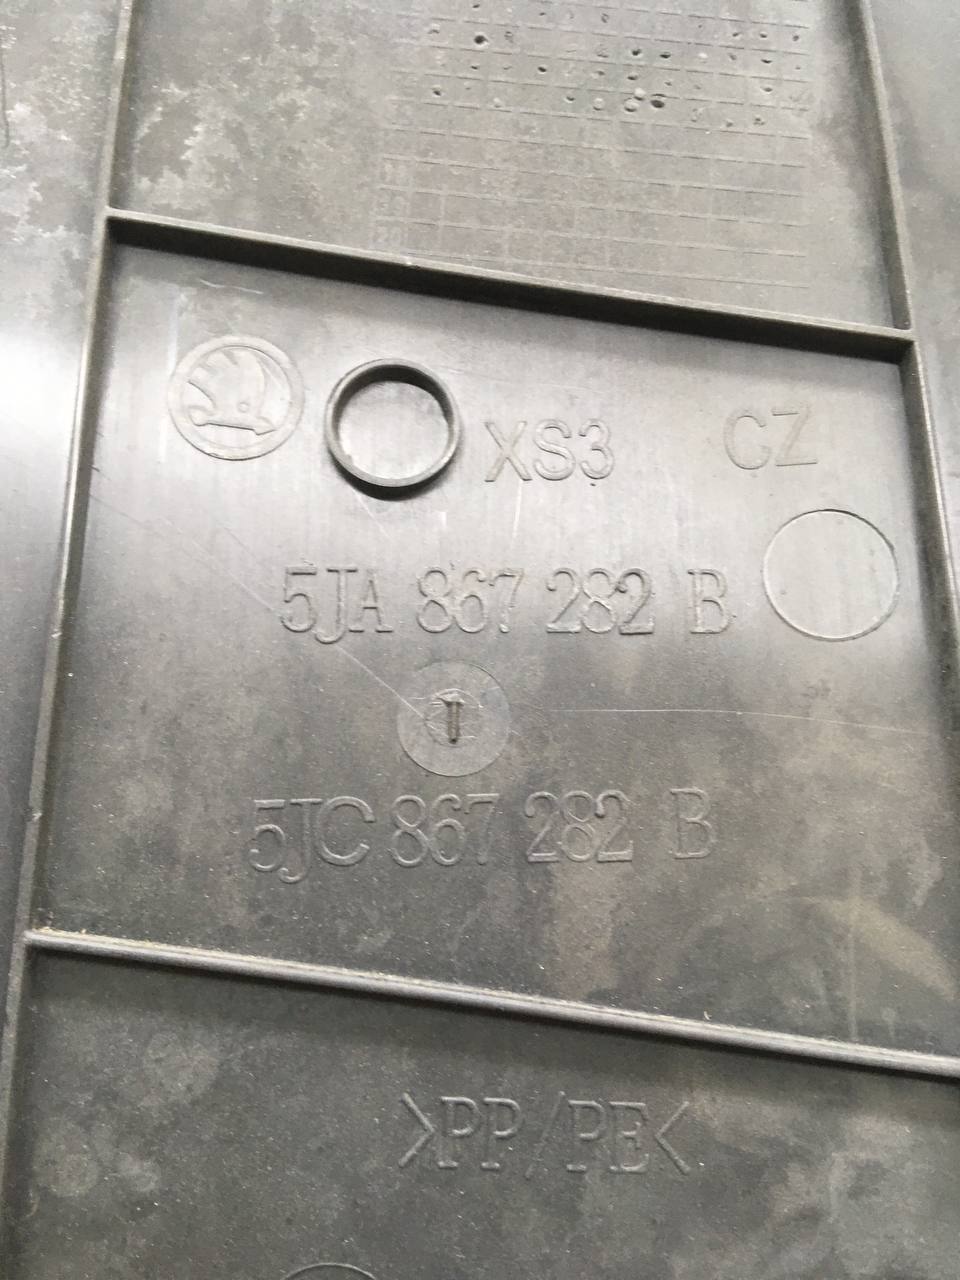 XS3 CZ
5JA 867 282 B
5JC 867 282 B
>PP/PE<